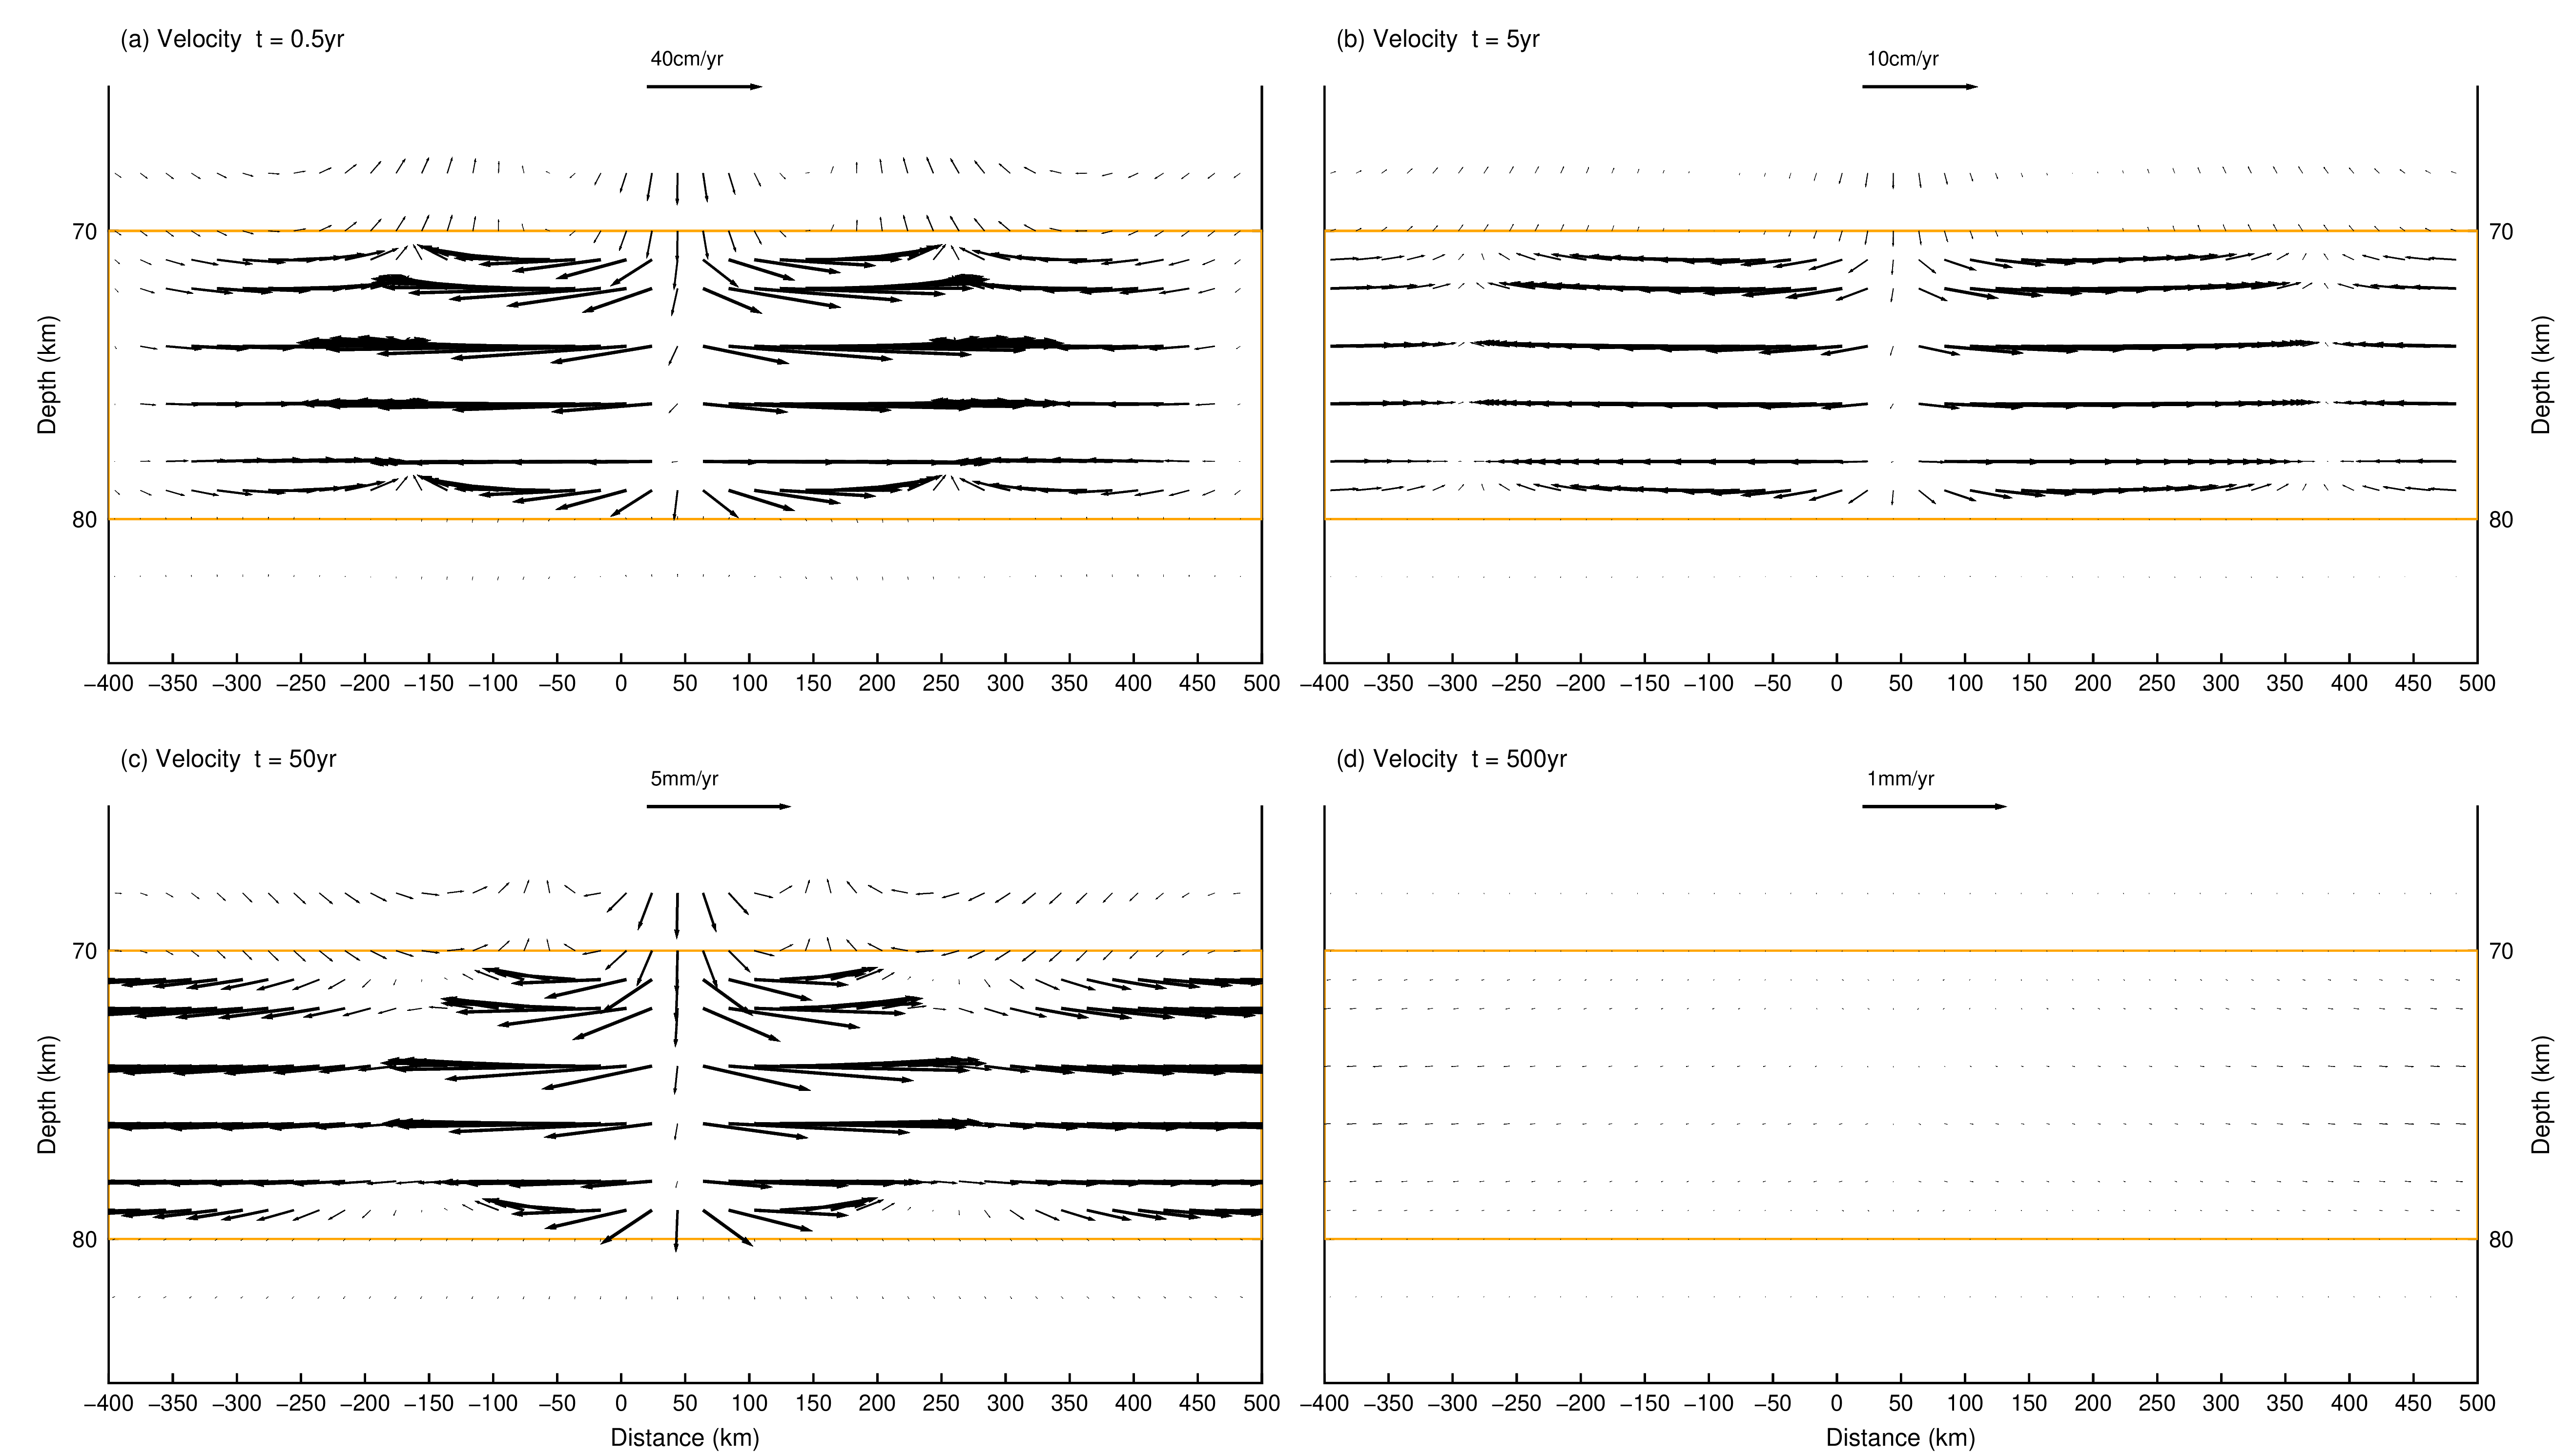 (a) Velocity t = 0.5yr
40cm/yr
70
80
Depth (km)
−400 −350 −300 −250 −200 −150 −100 −50 0 50 100 150 200 250 300 350 400 450 500
(b) Velocity t = 5yr
10cm/yr
70
80
Depth (km)
−400 −350 −300 −250 −200 −150 −100 −50 0 50 100 150 200 250 300 350 400 450 500
(c) Velocity t = 50yr
5mm/yr
70
80
Depth (km)
−400 −350 −300 −250 −200 −150 −100 −50 0 50 100 150 200 250 300 350 400 450 500
Distance (km)
(d) Velocity t = 500yr
1mm/yr
70
80
Depth (km)
−400 −350 −300 −250 −200 −150 −100 −50 0 50 100 150 200 250 300 350 400 450 500
Distance (km)